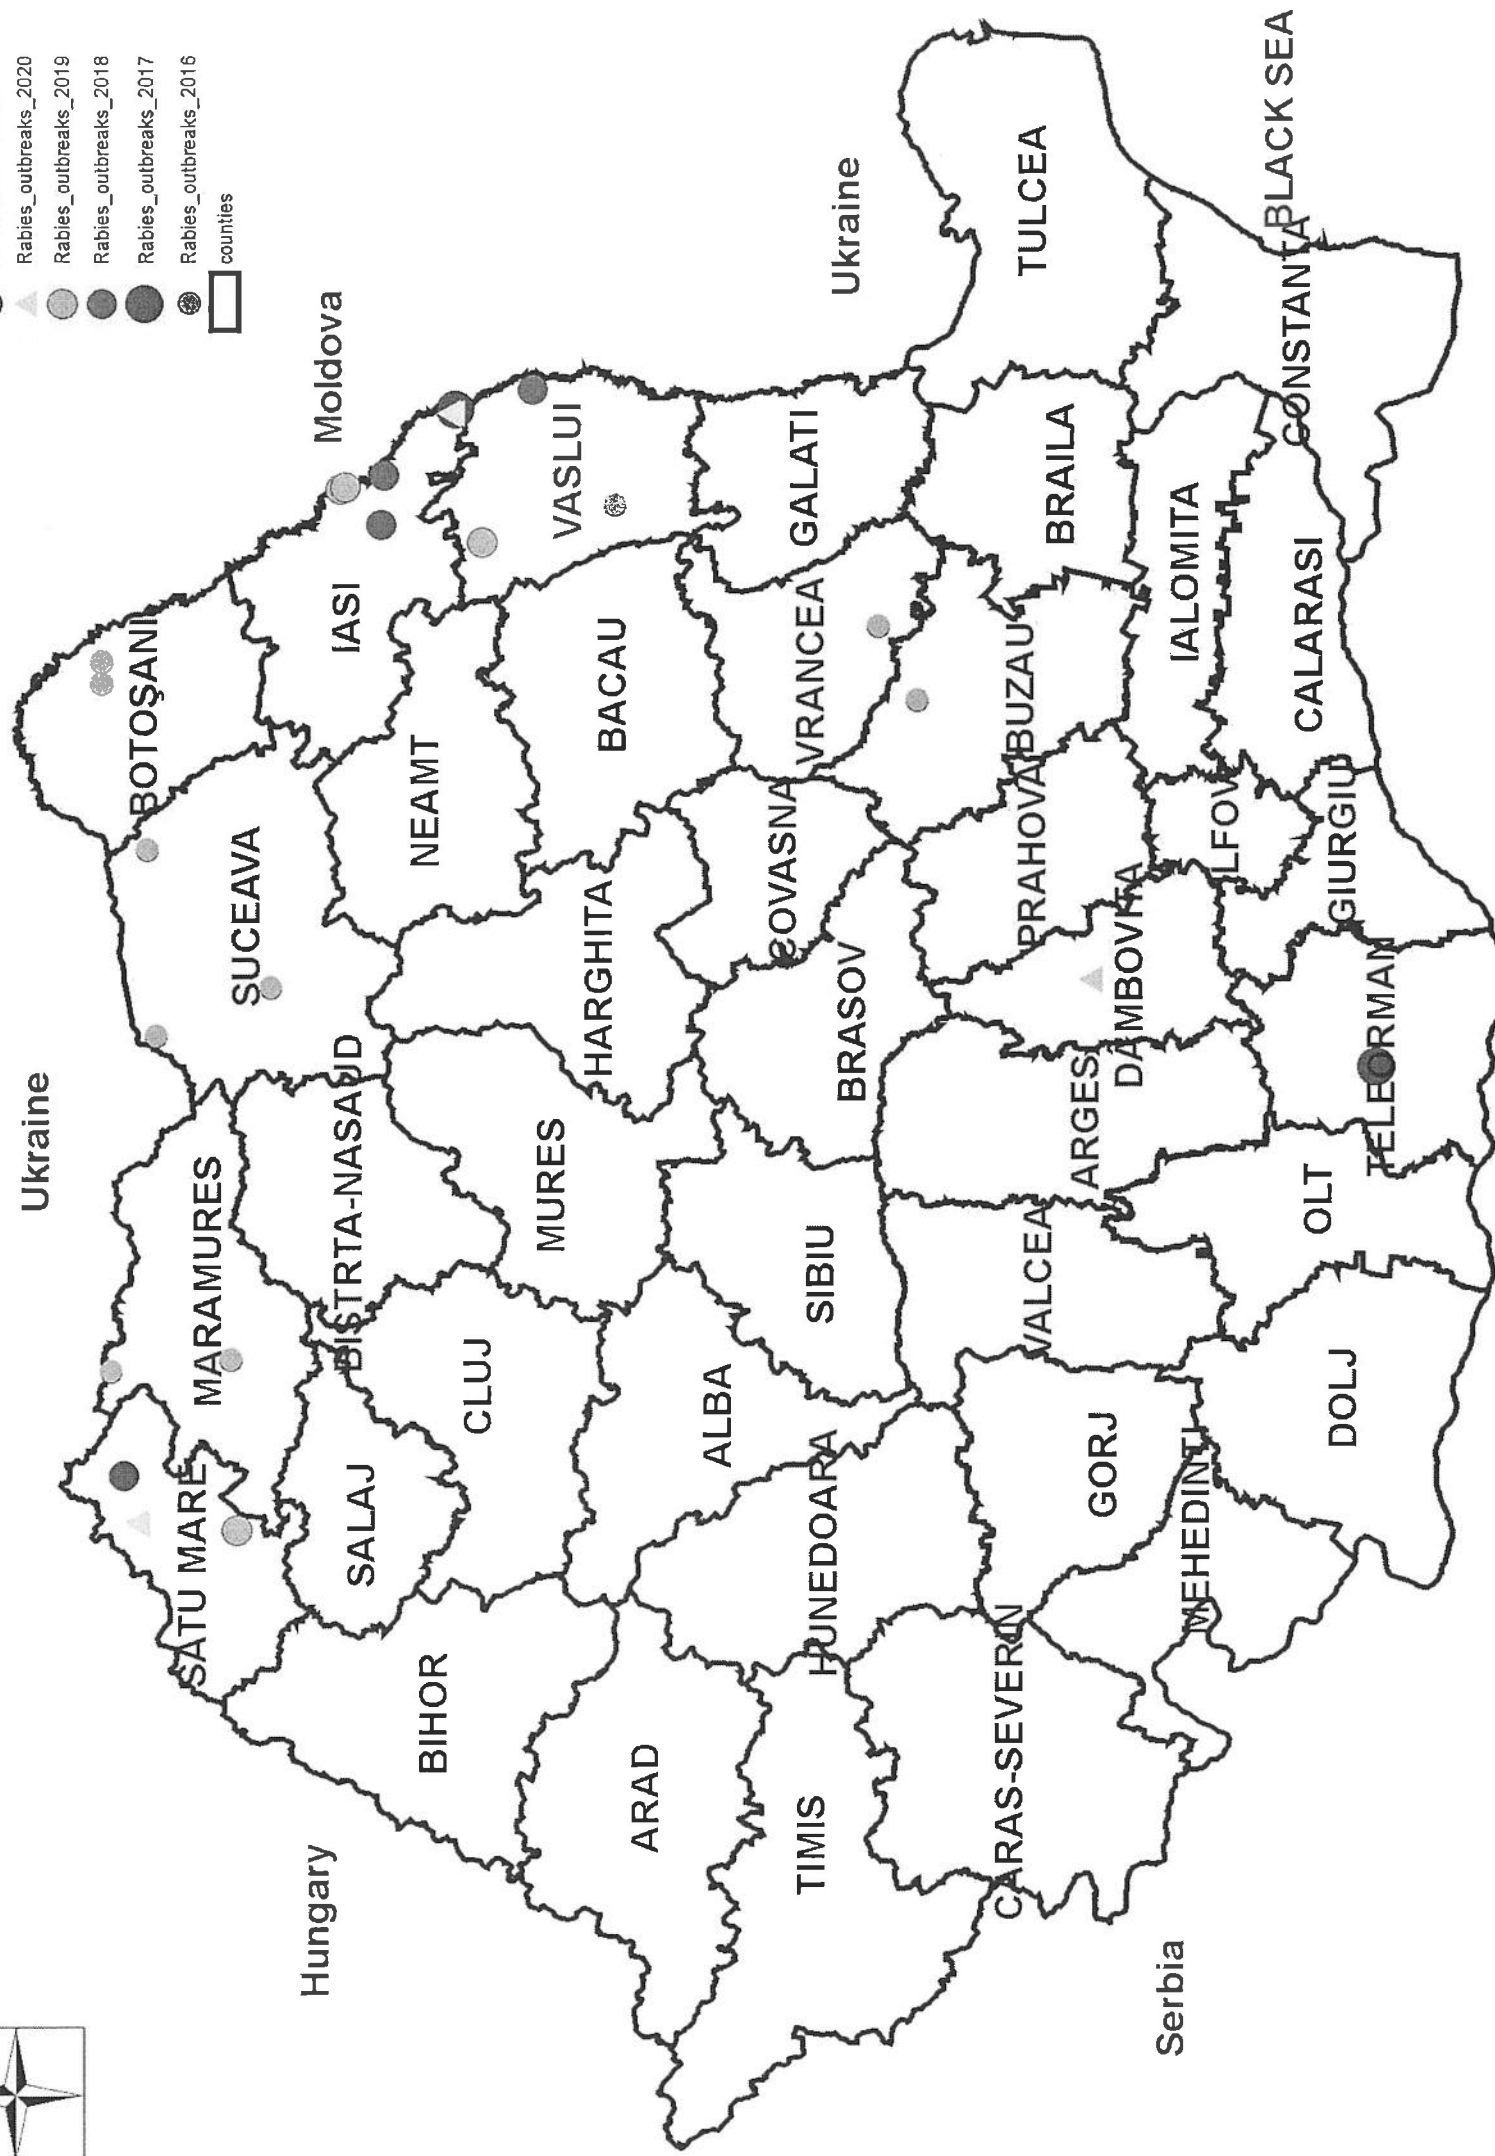 Rabies_outbreaks_2020
Rabies_outbreaks_2019
Rabies_outbreaks_2018
Rabies_outbreaks_2017
Rabies_outbreaks_2016
counties
Ukraine
Moldova
Hungary
Ukraine
Serbia
BLACK SEA
BOTOŞANI
SATU MARE
MARAMURES
SUCEAVA
SALAJ
BISTRTA-NASAUD
IASI
BIHOR
CLUJ
NEAMT
MURES
HARGHITA
BACAU
VASLUI
ARAD
ALBA
TIMIS
HUNEDOARA
SIBIU
BRASOV
COVASNA
VRANCEA
GALATI
CARAS-SEVERIN
GORJ
VALCEA
ARGES
DAMBOVITA
PRAHOVA
BUZAU
BRAILA
TULCEA
MEHEDINTI
DOLJ
OLT
TELEORMAN
GIURGIU
ILFOV
IALOMITA
CALARASI
CONSTANTA